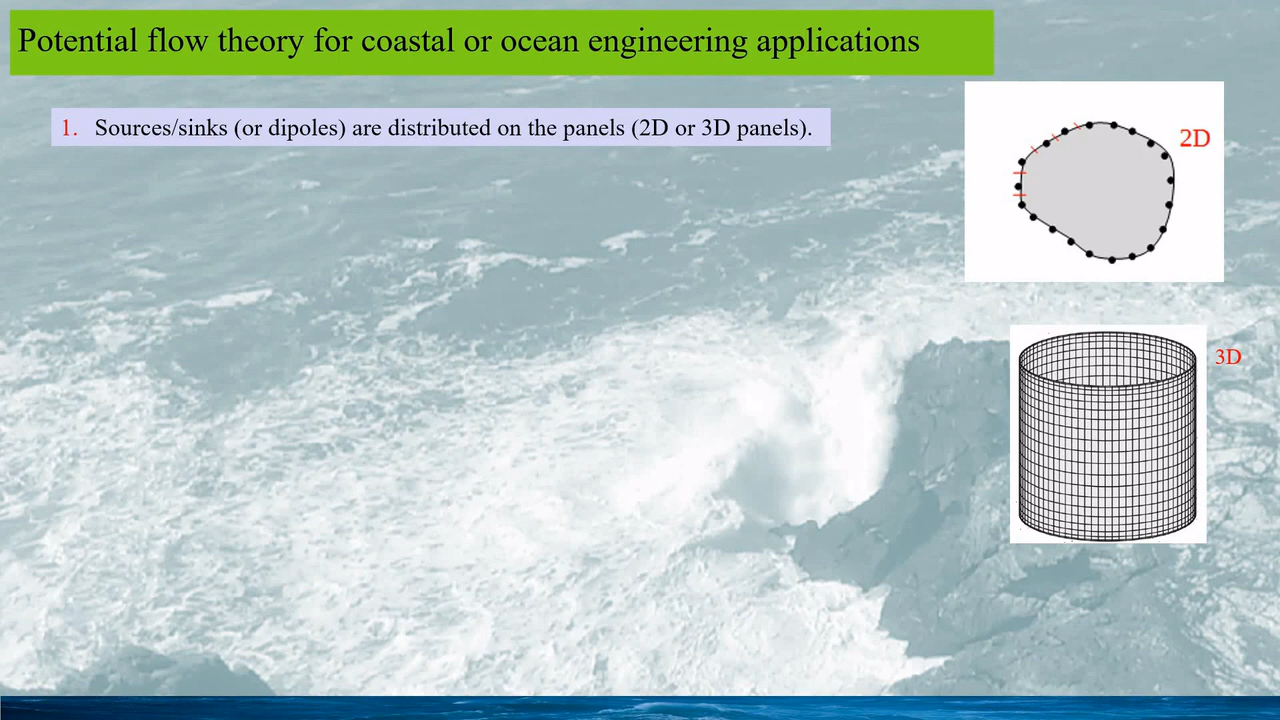 Potential flow theory for coastal or ocean engineering applications
1. Sources/sinks (or dipoles) are distributed on the panels (2D or 3D panels).
2D
3D